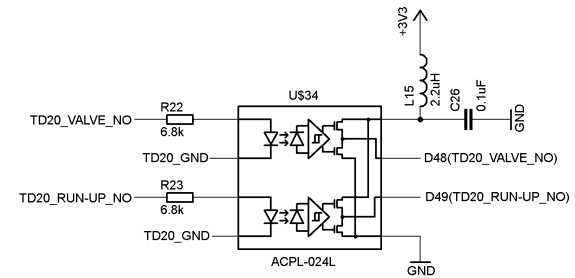 +3V3
L15
2.2uH
C26
0.1uF
GND
U$34
R22
TD20_VALVE_NO
6.8k
TD20_GND
D48(TD20_VALVE_NO)
R23
TD20_RUN-UP_NO
6.8k
D49(TD20_RUN-UP_NO)
TD20_GND
ACPL-024L
GND